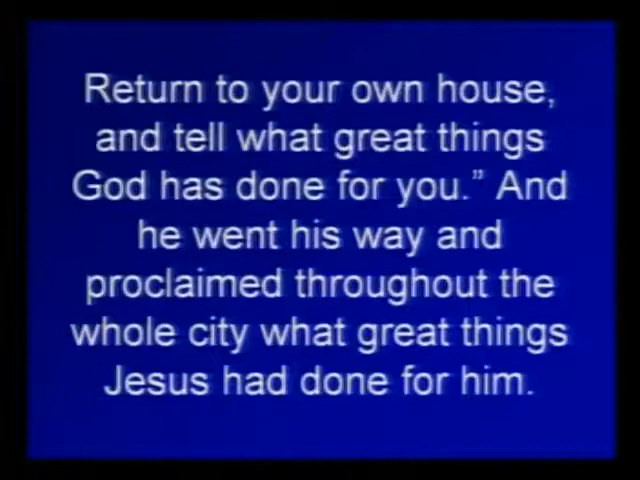 Return to your own house,
and tell what great things
God has done for you.” And
he went his way and
proclaimed throughout the
whole city what great things
Jesus had done for him.